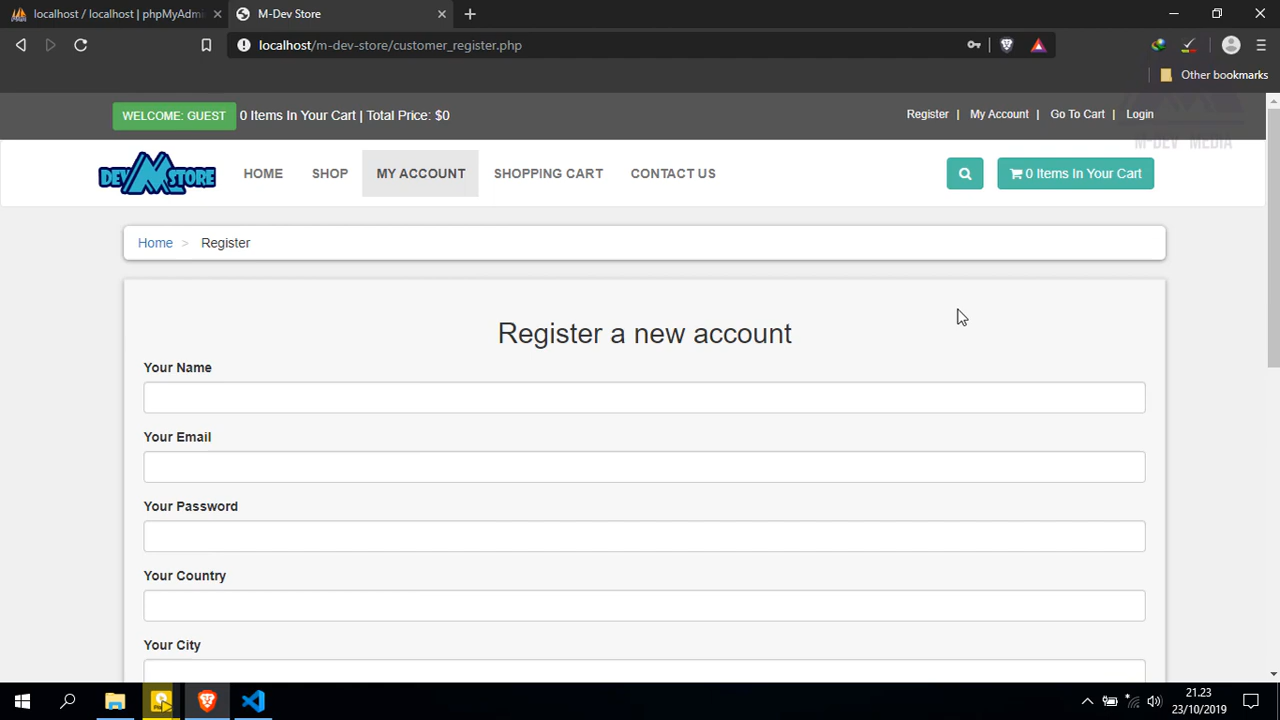 localhost / localhost | phpMyAdmi
M-Dev Store
localhost/m-dev-store/customer_register.php
Other bookmarks
WELCOME: GUEST 0 Items In Your Cart | Total Price: $0
Register | My Account | Go To Cart | Login
M-DEV MEDIA
DEV M STORE
HOME SHOP MY ACCOUNT SHOPPING CART CONTACT US
0 Items In Your Cart
Home > Register
Register a new account
Your Name
Your Email
Your Password
Your Country
Your City
21.23
23/10/2019